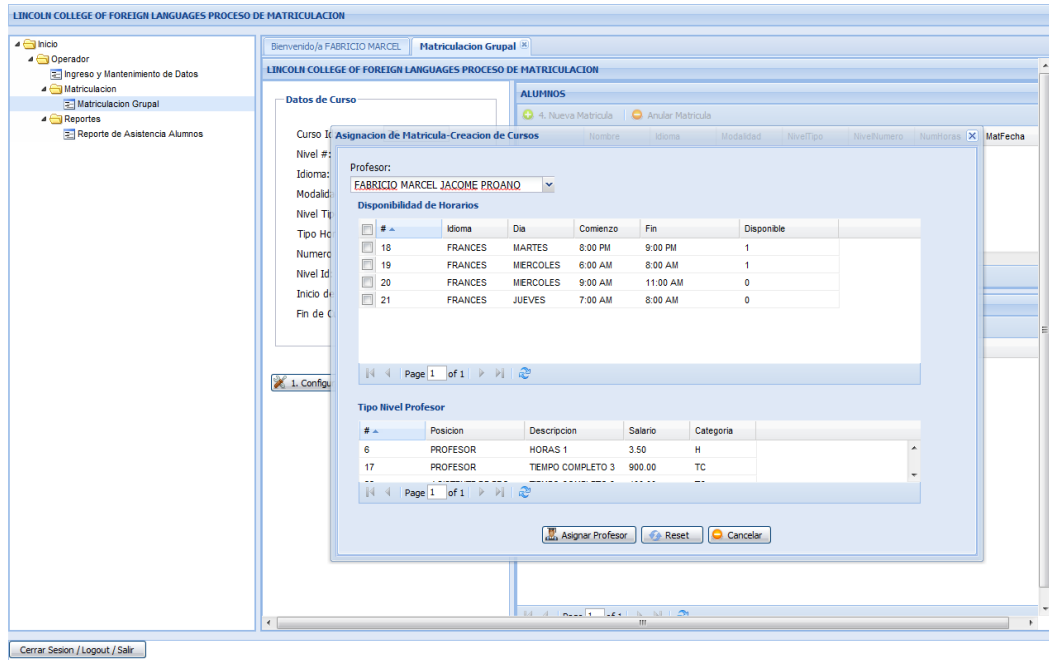 LINCOLN COLLEGE OF FOREIGN LANGUAGES PROCESO DE MATRICULACION
Inicio
Operador
Ingreso y Mantenimiento de Datos
Matriculacion
Matriculacion Grupal
Reportes
Reporte de Asistencia Alumnos
Bienvenido/a FABRICIO MARCEL Matriculacion Grupal
LINCOLN COLLEGE OF FOREIGN LANGUAGES PROCESO DE MATRICULACION
Datos de Curso
Curso Id
Nivel #:
Idioma:
Modalid
Nivel Tip
Tipo Ho
Numero
Nivel Id
Inicio de
Fin de C
1. Configu
ALUMNOS
4. Nueva Matricula Anular Matricula
Nombre Idioma Modalidad NivelTipo NivelNumero NumHoras MatFecha
Asignacion de Matricula-Creacion de Cursos
Profesor:
FABRICIO MARCEL JACOME PROANO
Disponibilidad de Horarios
# Idioma Dia Comienzo Fin Disponible
18 FRANCES MARTES 8:00 PM 9:00 PM 1
19 FRANCES MIERCOLES 6:00 AM 8:00 AM 1
20 FRANCES MIERCOLES 9:00 AM 11:00 AM 0
21 FRANCES JUEVES 7:00 AM 8:00 AM 0
Page 1 of 1
Tipo Nivel Profesor
# Posicion Descripcion Salario Categoria
6 PROFESOR HORAS 1 3.50 H
17 PROFESOR TIEMPO COMPLETO 3 900.00 TC
Page 1 of 1
Asignar Profesor Reset Cancelar
Page 1 of 1
Cerrar Sesion / Logout / Salir